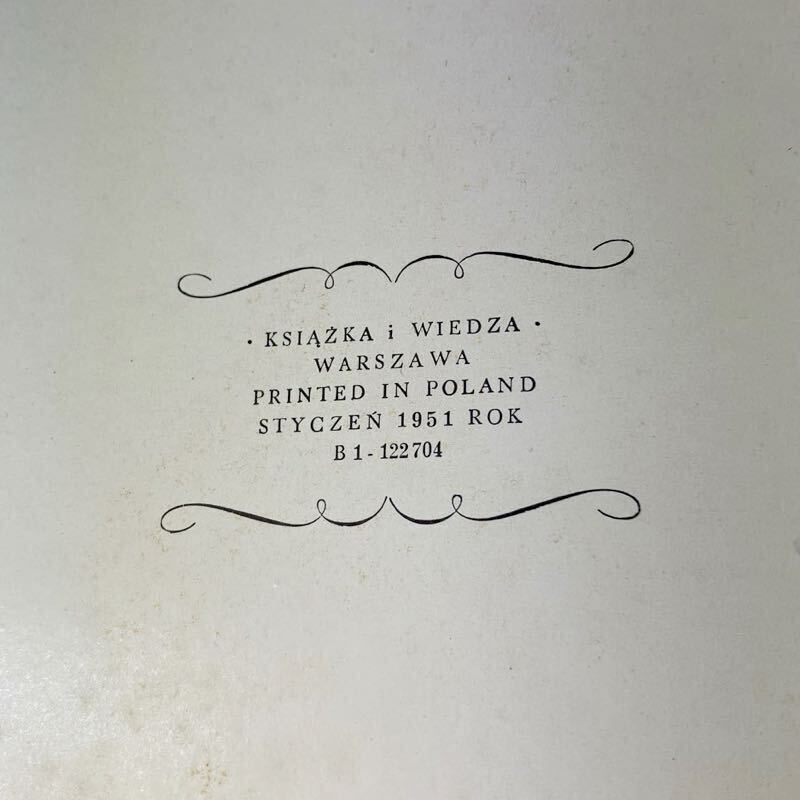 · KSIĄŻKA i WIEDZA ·
WARSZAWA
PRINTED IN POLAND
STYCZEŃ 1951 ROK
B 1 - 122704